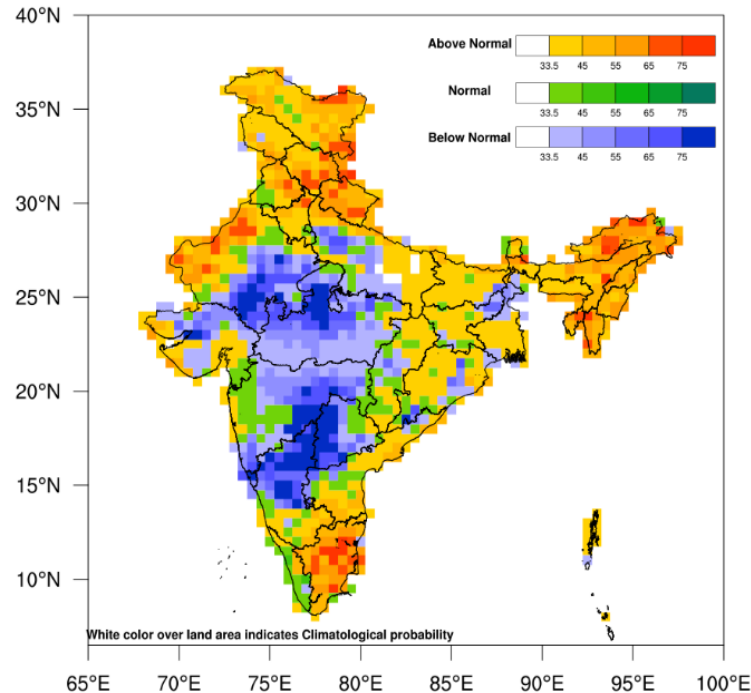 40°N
Above Normal
33.5 45 55 65 75
Normal
33.5 45 55 65 75
35°N
Below Normal
33.5 45 55 65 75
30°N
25°N
20°N
15°N
10°N
White color over land area indicates Climatological probability
65E 70°E 75°E 80°E 85°E 90°E 95°E 100°E